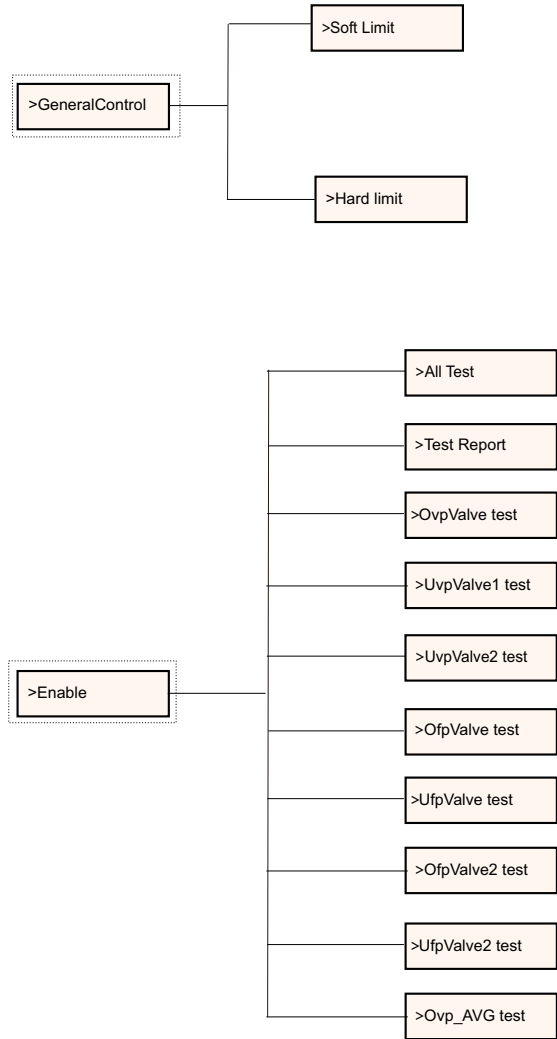 >Soft Limit
>GeneralControl
>Hard limit
>All Test
>Test Report
>OvpValve test
>UvpValve1 test
>UvpValve2 test
>Enable
>OfpValve test
>UfpValve test
>OfpValve2 test
>UfpValve2 test
>Ovp_AVG test